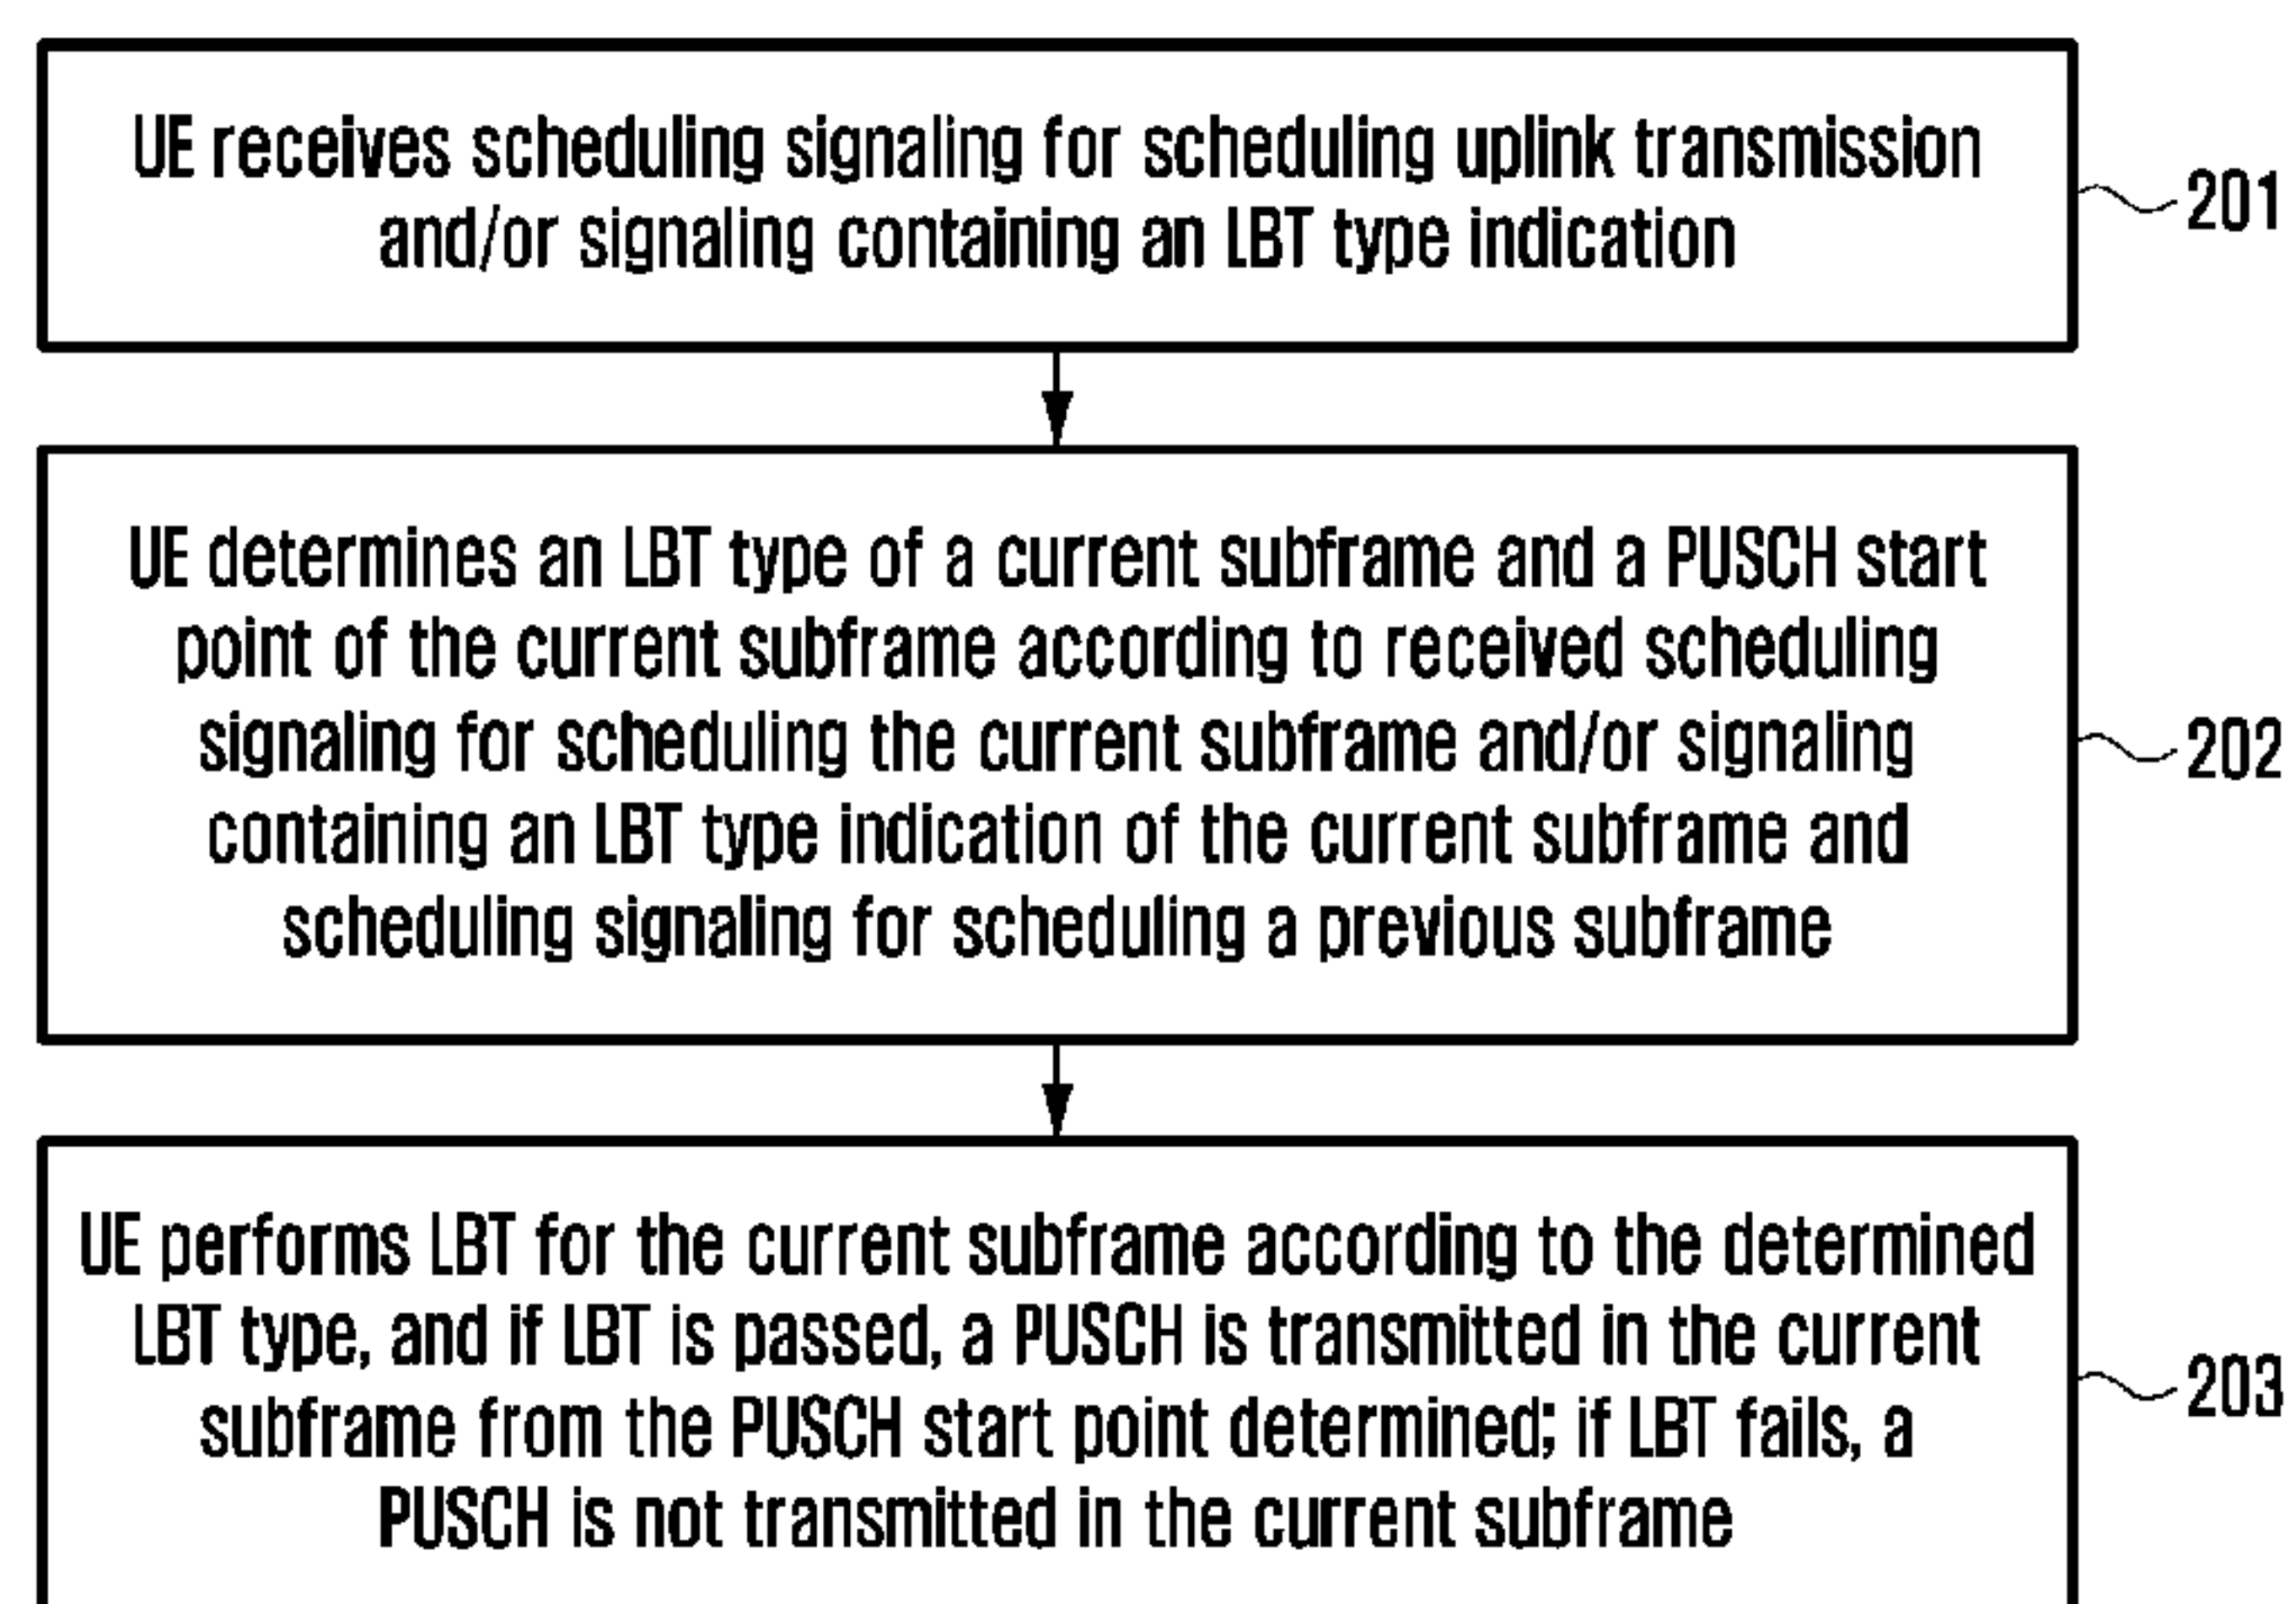 UE receives scheduling signaling for scheduling uplink transmission
and/or signaling containing an LBT type indication
201
UE determines an LBT type of a current subframe and a PUSCH start
point of the current subframe according to received scheduling
signaling for scheduling the current subframe and/or signaling
containing an LBT type indication of the current subframe and
scheduling signaling for scheduling a previous subframe
202
UE performs LBT for the current subframe according to the determined
LBT type, and if LBT is passed, a PUSCH is transmitted in the current
subframe from the PUSCH start point determined; if LBT fails, a
PUSCH is not transmitted in the current subframe
203